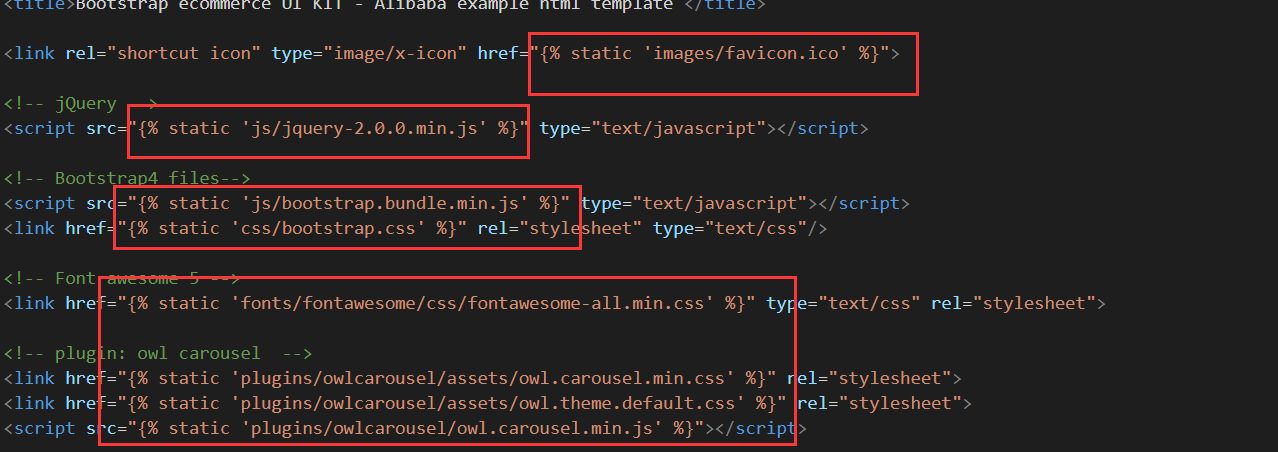 <title>Bootstrap ecommerce UI KIT - Alibaba example html template </title>
<link rel="shortcut icon" type="image/x-icon" href="{% static 'images/favicon.ico' %}">
<!-- jQuery -->
<script src="{% static 'js/jquery-2.0.0.min.js' %}" type="text/javascript"></script>
<!-- Bootstrap4 files-->
<script src="{% static 'js/bootstrap.bundle.min.js' %}" type="text/javascript"></script>
<link href="{% static 'css/bootstrap.css' %}" rel="stylesheet" type="text/css"/>
<!-- Font awesome 5 -->
<link href="{% static 'fonts/fontawesome/css/fontawesome-all.min.css' %}" type="text/css" rel="stylesheet">
<!-- plugin: owl carousel  -->
<link href="{% static 'plugins/owlcarousel/assets/owl.carousel.min.css' %}" rel="stylesheet">
<link href="{% static 'plugins/owlcarousel/assets/owl.theme.default.css' %}" rel="stylesheet">
<script src="{% static 'plugins/owlcarousel/owl.carousel.min.js' %}"></script>